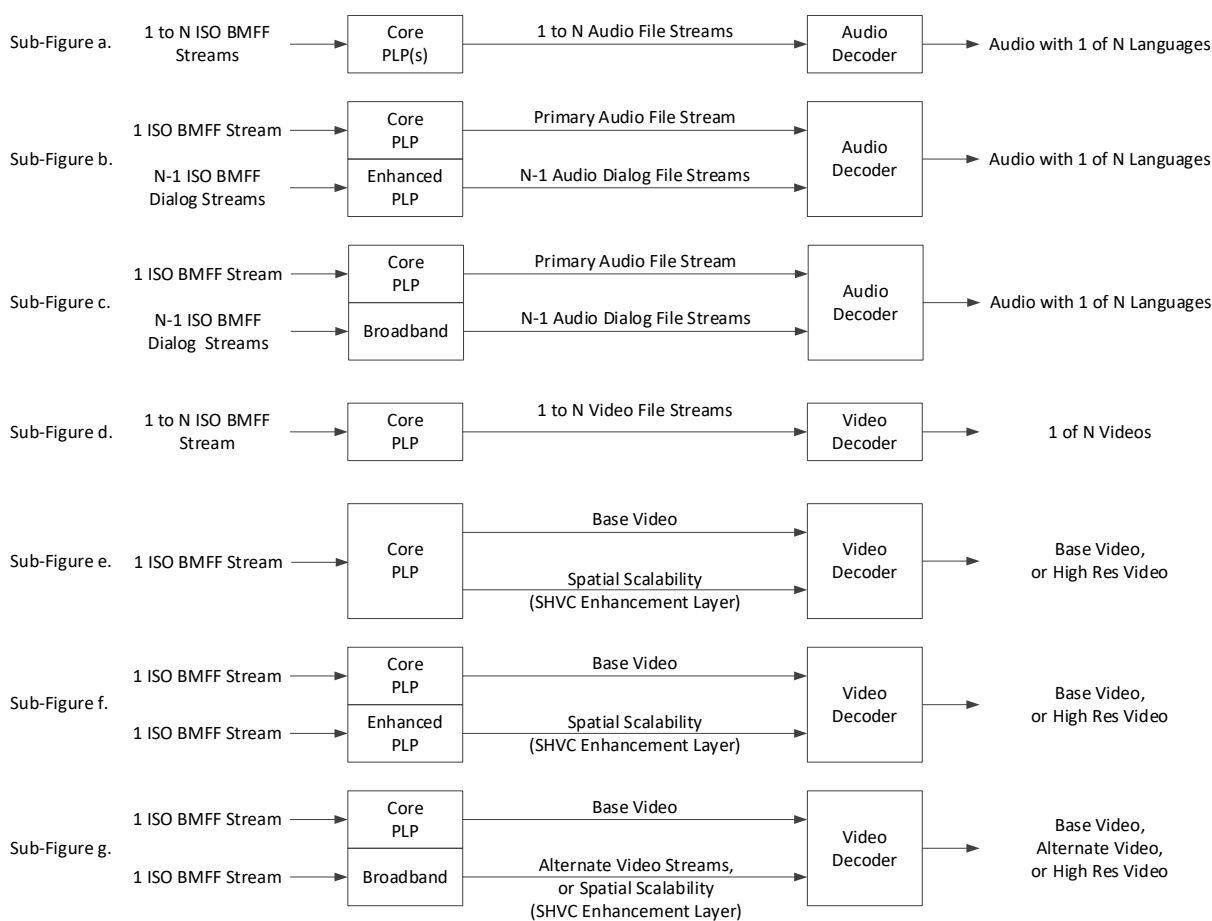 Sub-Figure a.
1 to N ISO BMFF
Streams
Core
PLP(s)
1 to N Audio File Streams
Audio
Decoder
Audio with 1 of N Languages
Sub-Figure b.
1 ISO BMFF Stream
N-1 ISO BMFF
Dialog Streams
Core
PLP
Enhanced
PLP
Primary Audio File Stream
N-1 Audio Dialog File Streams
Audio
Decoder
Audio with 1 of N Languages
Sub-Figure c.
1 ISO BMFF Stream
N-1 ISO BMFF
Dialog Streams
Core
PLP
Broadband
Primary Audio File Stream
N-1 Audio Dialog File Streams
Audio
Decoder
Audio with 1 of N Languages
Sub-Figure d.
1 to N ISO BMFF
Stream
Core
PLP
1 to N Video File Streams
Video
Decoder
1 of N Videos
Sub-Figure e.
1 ISO BMFF Stream
Core
PLP
Base Video
Spatial Scalability
(SHVC Enhancement Layer)
Video
Decoder
Base Video,
or High Res Video
Sub-Figure f.
1 ISO BMFF Stream
1 ISO BMFF Stream
Core
PLP
Enhanced
PLP
Base Video
Spatial Scalability
(SHVC Enhancement Layer)
Video
Decoder
Base Video,
or High Res Video
Sub-Figure g.
1 ISO BMFF Stream
1 ISO BMFF Stream
Core
PLP
Broadband
Base Video
Alternate Video Streams,
or Spatial Scalability
(SHVC Enhancement Layer)
Video
Decoder
Base Video,
Alternate Video,
or High Res Video